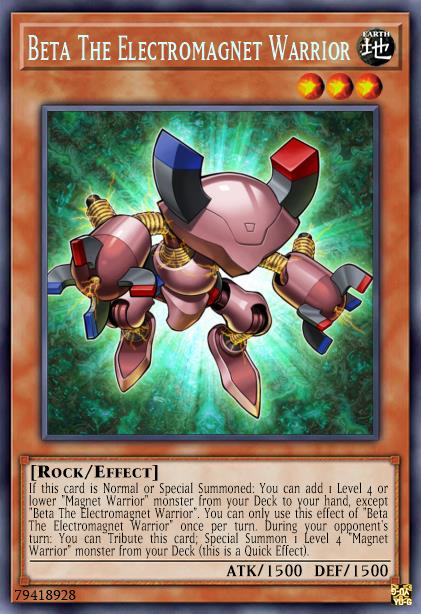 BETA THE ELECTROMAGNET WARRIOR
EARTH
地
[ROCK/EFFECT]
If this card is Normal or Special Summoned: You can add 1 Level 4 or
lower "Magnet Warrior" monster from your Deck to your hand, except
"Beta The Electromagnet Warrior". You can only use this effect of "Beta
The Electromagnet Warrior" once per turn. During your opponent's
turn: You can Tribute this card; Special Summon 1 Level 4 "Magnet
Warrior" monster from your Deck (this is a Quick Effect).
ATK/1500 DEF/1500
79418928